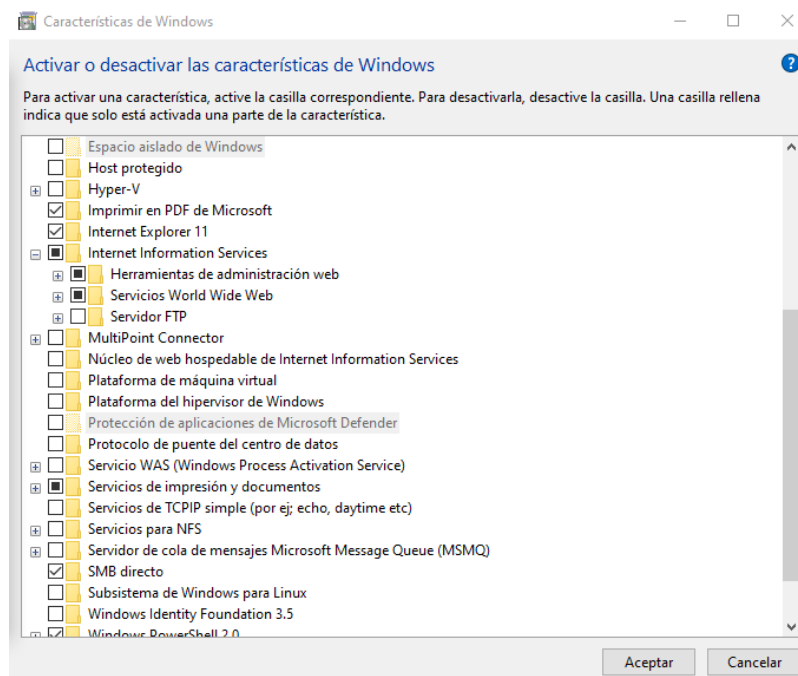 Características de Windows
Activar o desactivar las características de Windows
?
Para activar una característica, active la casilla correspondiente. Para desactivarla, desactive la casilla. Una casilla rellena
indica que solo está activada una parte de la característica.
Espacio aislado de Windows
Host protegido
Hyper-V
Imprimir en PDF de Microsoft
Internet Explorer 11
Internet Information Services
Herramientas de administración web
Servicios World Wide Web
Servidor FTP
MultiPoint Connector
Núcleo de web hospedable de Internet Information Services
Plataforma de máquina virtual
Plataforma del hipervisor de Windows
Protección de aplicaciones de Microsoft Defender
Protocolo de puente del centro de datos
Servicio WAS (Windows Process Activation Service)
Servicios de impresión y documentos
Servicios de TCPIP simple (por ej; echo, daytime etc)
Servicios para NFS
Servidor de cola de mensajes Microsoft Message Queue (MSMQ)
SMB directo
Subsistema de Windows para Linux
Windows Identity Foundation 3.5
Windows PowerShell 2.0
Aceptar
Cancelar